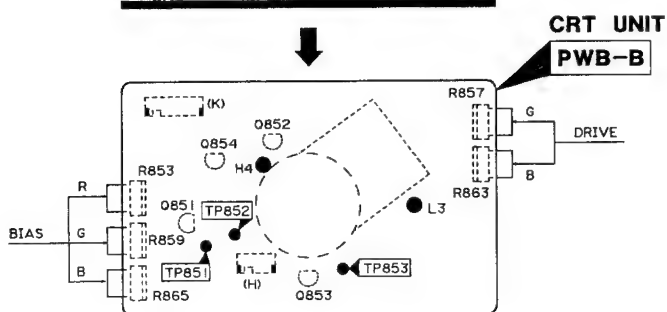 CRT UNIT
PWB-B
(K)
R857
G
DRIVE
B
R863
Q852
Q854
H4
R853
R
Q851
TP852
L3
BIAS
G
R859
TP851
TP853
B
(H)
Q853
R865